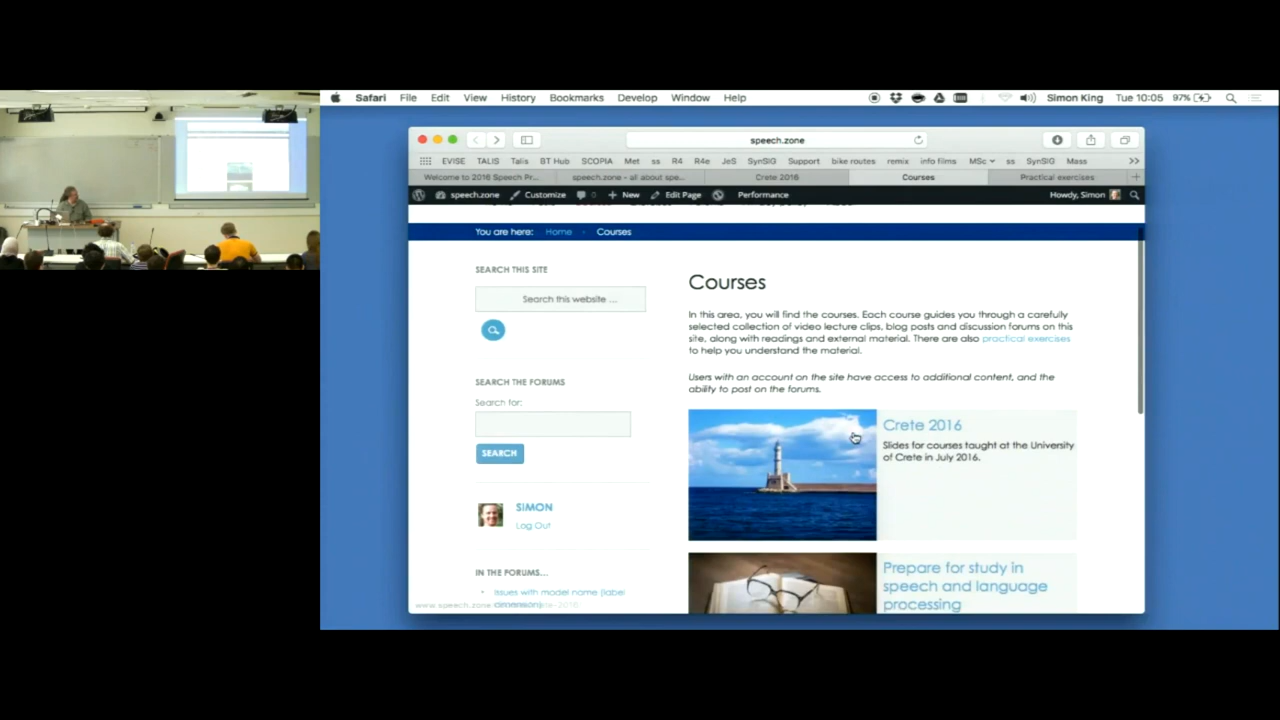 Safari File Edit View History Bookmarks Develop Window Help Simon King Tue 10:05 97%
speech.zone
EVISE TALIS Talis BT Hub SCOPIA Met ss R4 R4e JeS SynSIG Support bike routes remix info films MSc ss SynSIG Mass
Welcome to 2016 Speech Pr... speech.zone – all about spe... Crete 2016 Courses Practical exercises
speech.zone Customize 0 + New Edit Page Performance Howdy, Simon
You are here: Home Courses
SEARCH THIS SITE
Search this website ...
SEARCH THE FORUMS
Search for:
SEARCH
SIMON
Log Out
IN THE FORUMS...
Issues with model name (label
dimension)
Courses
In this area, you will find the courses. Each course guides you through a carefully
selected collection of video lecture clips, blog posts and discussion forums on this
site, along with readings and external material. There are also practical exercises
to help you understand the material.
Users with an account on the site have access to additional content, and the
ability to post on the forums.
Crete 2016
Slides for courses taught at the University
of Crete in July 2016.
Prepare for study in
speech and language
processing